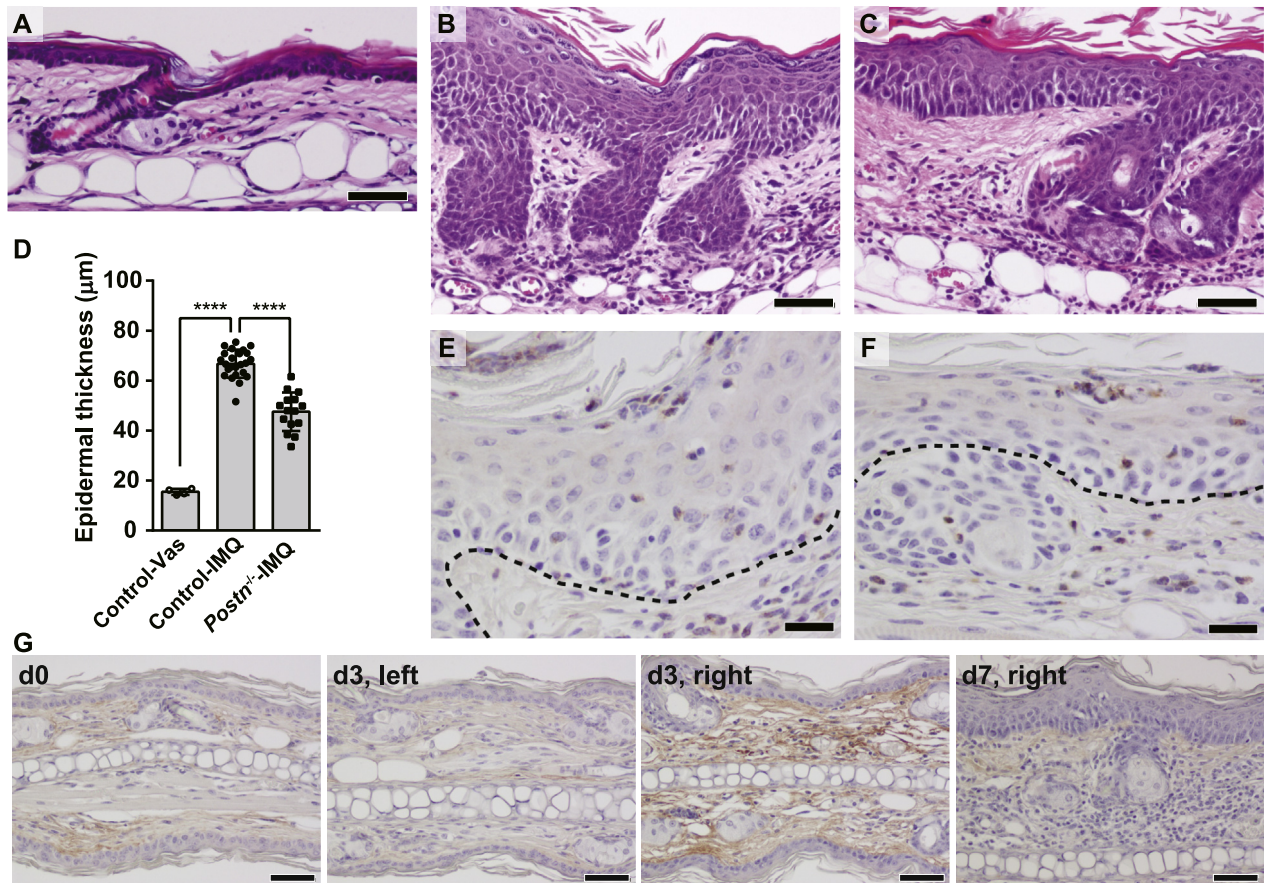 A
B
C
D
Epidermal thickness (μm)
100
80
60
40
20
0
**** ****
Control-Vas
Control-IMQ
Postn⁻/⁻-IMQ
E
F
G
d0
d3, left
d3, right
d7, right